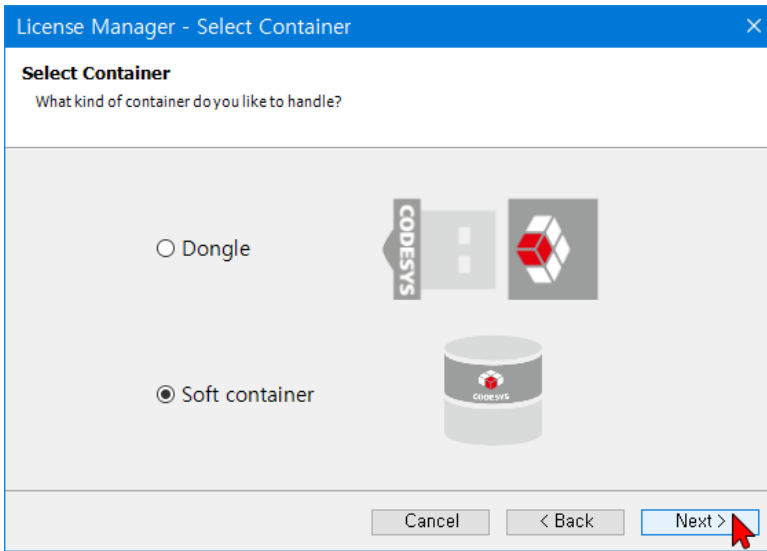 License Manager - Select Container
Select Container
What kind of container do you like to handle?
Dongle
CODESYS
Soft container
CODESYS
Cancel
< Back
Next >